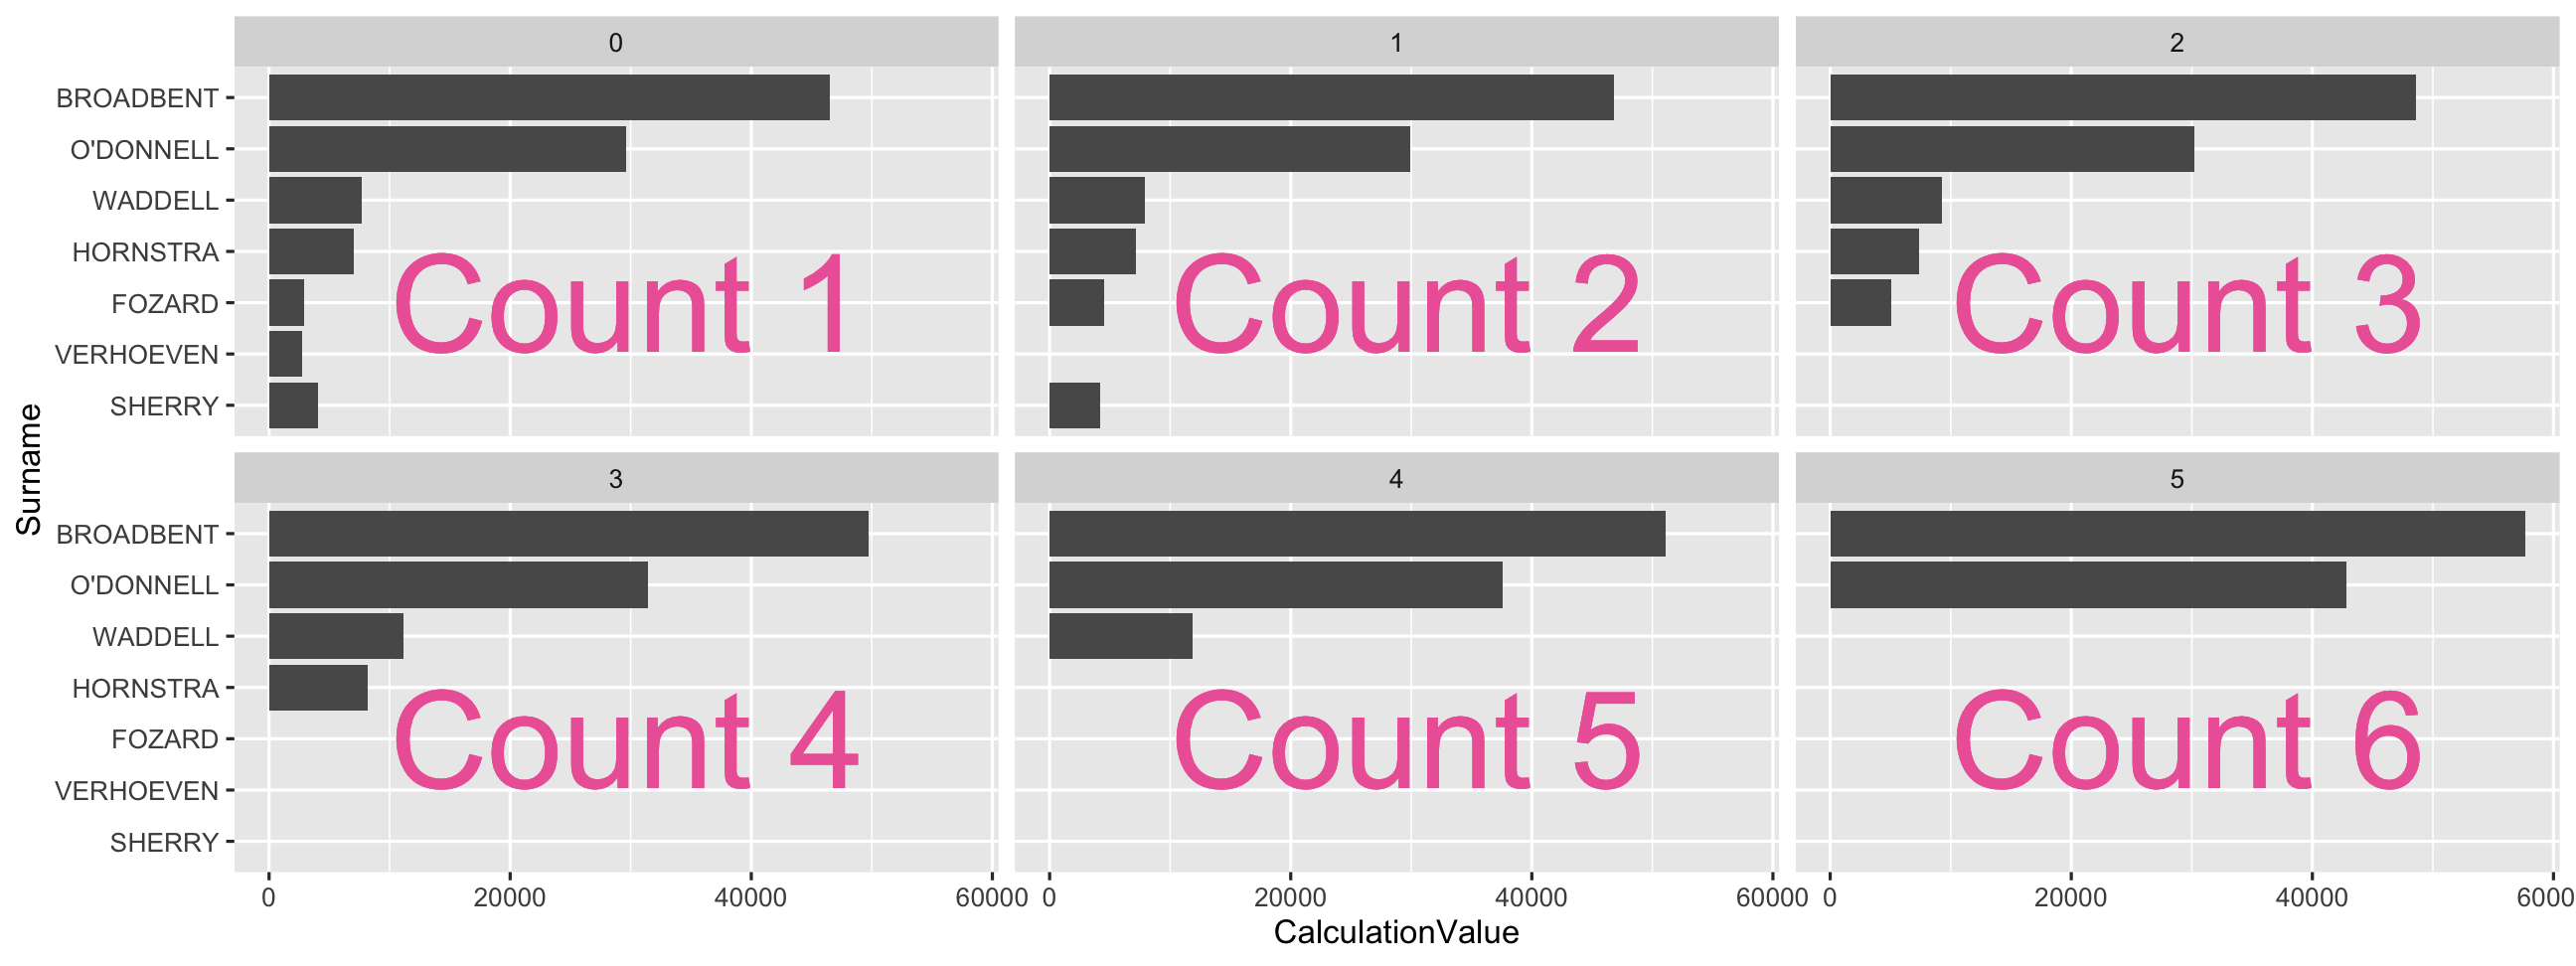 0
1
2
BROADBENT
O'DONNELL
WADDELL
HORNSTRA
FOZARD
VERHOEVEN
SHERRY
Count 1
Count 2
Count 3
Surname
3
4
5
BROADBENT
O'DONNELL
WADDELL
HORNSTRA
FOZARD
VERHOEVEN
SHERRY
Count 4
Count 5
Count 6
0 20000 40000 60000
0 20000 40000 60000
0 20000 40000 6000
CalculationValue